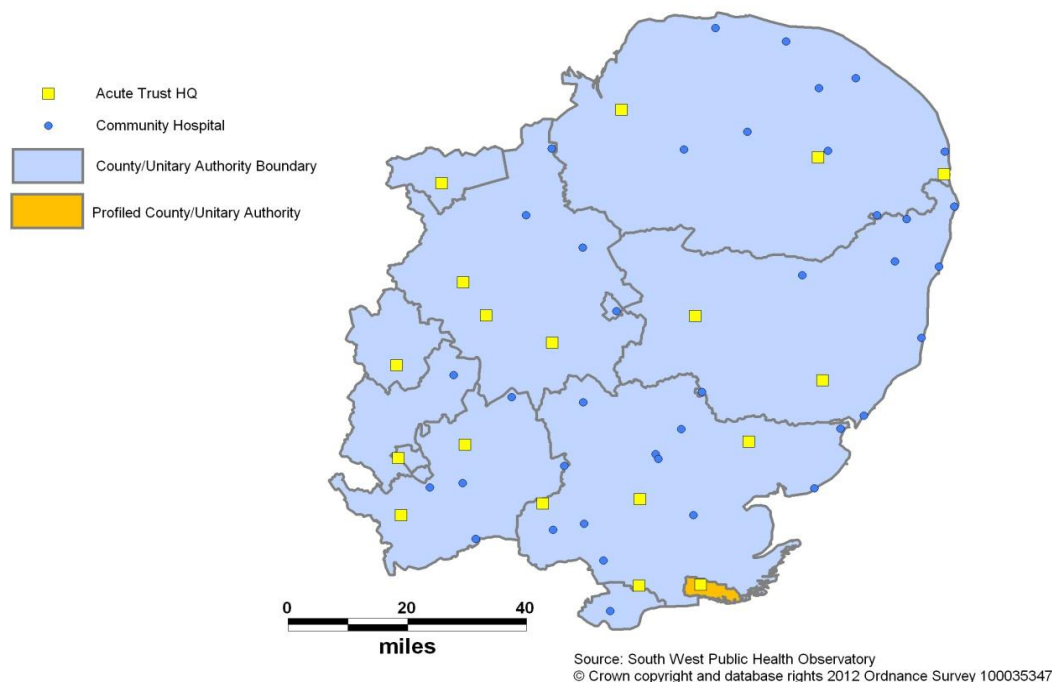 Acute Trust HQ
Community Hospital
County/Unitary Authority Boundary
Profiled County/Unitary Authority
0 20 40
miles
Source: South West Public Health Observatory
© Crown copyright and database rights 2012 Ordnance Survey 100035347